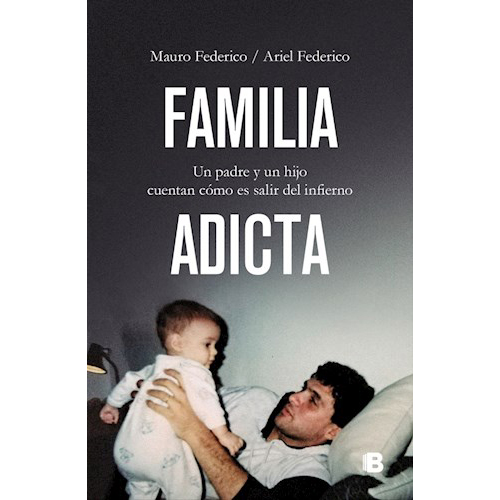 Mauro Federico / Ariel Federico
FAMILIA
Un padre y un hijo
cuentan cómo es salir del infierno
ADICTA
B